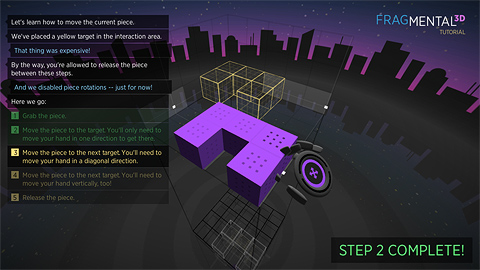 Let's learn how to move the current piece.
FRAGMENTAL3D
TUTORIAL
We've placed a yellow target in the interaction area.
That thing was expensive!
By the way, you're allowed to release the piece
between these steps.
And we disabled piece rotations -- just for now!
Here we go:
1 Grab the piece.
2 Move the piece to the target. You'll only need to
move your hand in one direction to get there.
3 Move the piece to the next target. You'll need to
move your hand in a diagonal direction.
4 Move the piece to the next target. You'll need to
move your hand vertically, too!
5 Release the piece.
STEP 2 COMPLETE!